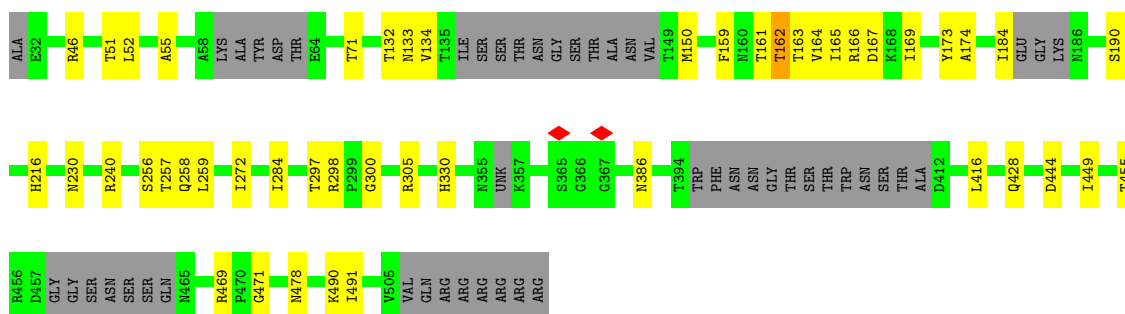 ALA E32 R46 T51 L52 A55 A58 LYS ALA TYR ASP THR E64 T71 T132 N133 V134 T135 ILE SER SER THR ASN GLY SER THR ALA ASN VAL T149 M150 F159 N160 T161 T162 T163 V164 I165 R166 D167 K168 I169 Y173 A174 I184 GLU GLY LYS N186 S190
H216 N230 R240 S256 T257 Q258 L259 I272 I284 T297 R298 P299 G300 R305 H330 N355 UNK K357 S365 G366 G367 N386 T394 TRP PHE ASN ASN GLY THR SER THR TRP ASN SER THR ALA D412 L416 Q428 D444 I449 T455
R456 D457 GLY GLY SER ASN SER SER GLN N465 R469 P470 G471 N478 K490 I491 V505 VAL GLN ARG ARG ARG ARG ARG ARG